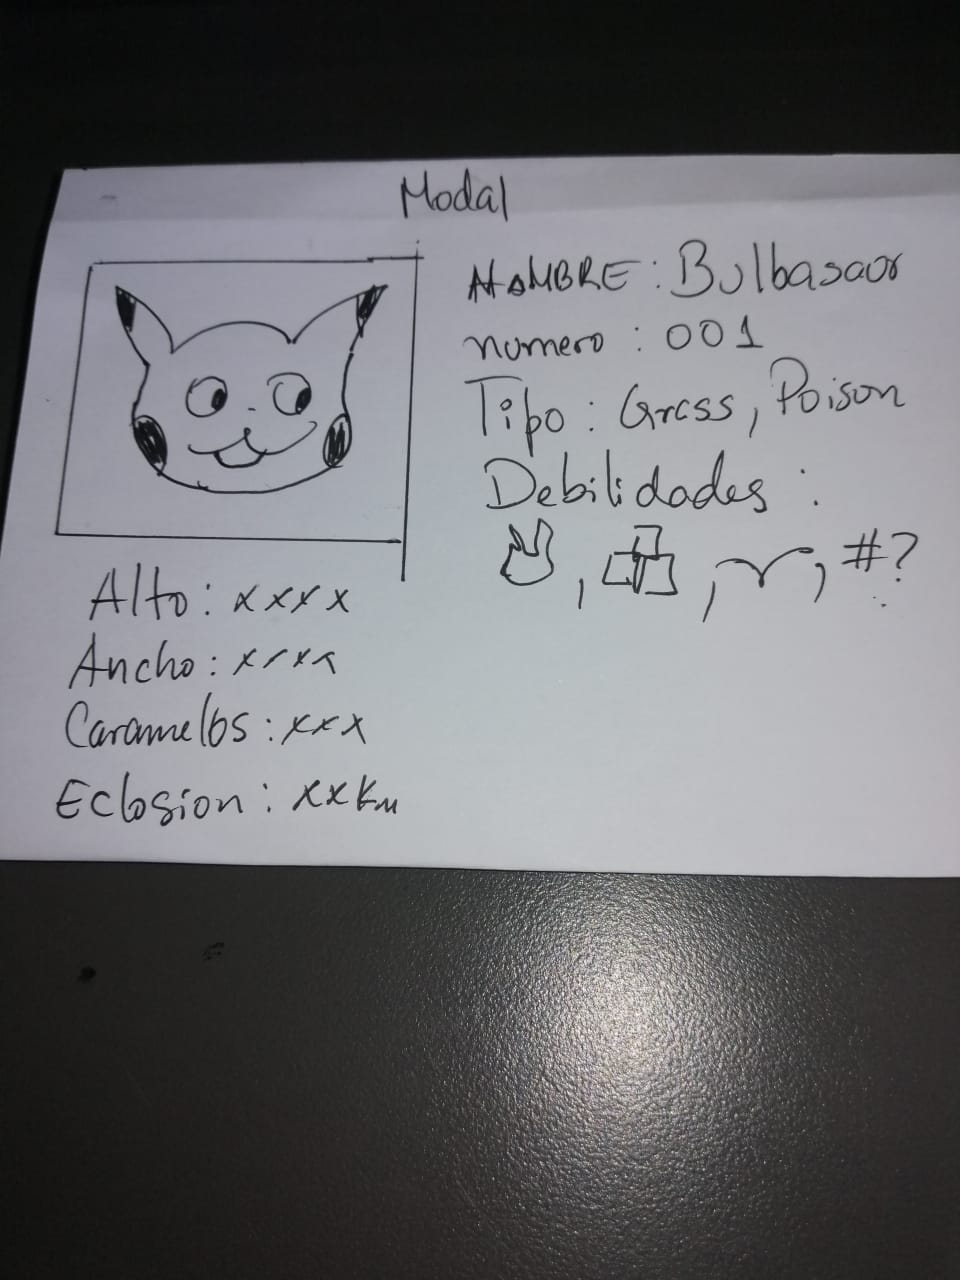 Modal
NOMBRE : Bulbasaor
numero : 001
Tipo : Grass, Poison
Debilidades :
, , , #?
Alto : xxxx
Ancho : xxxx
Caramelos : xxx
Eclosion : xxkm